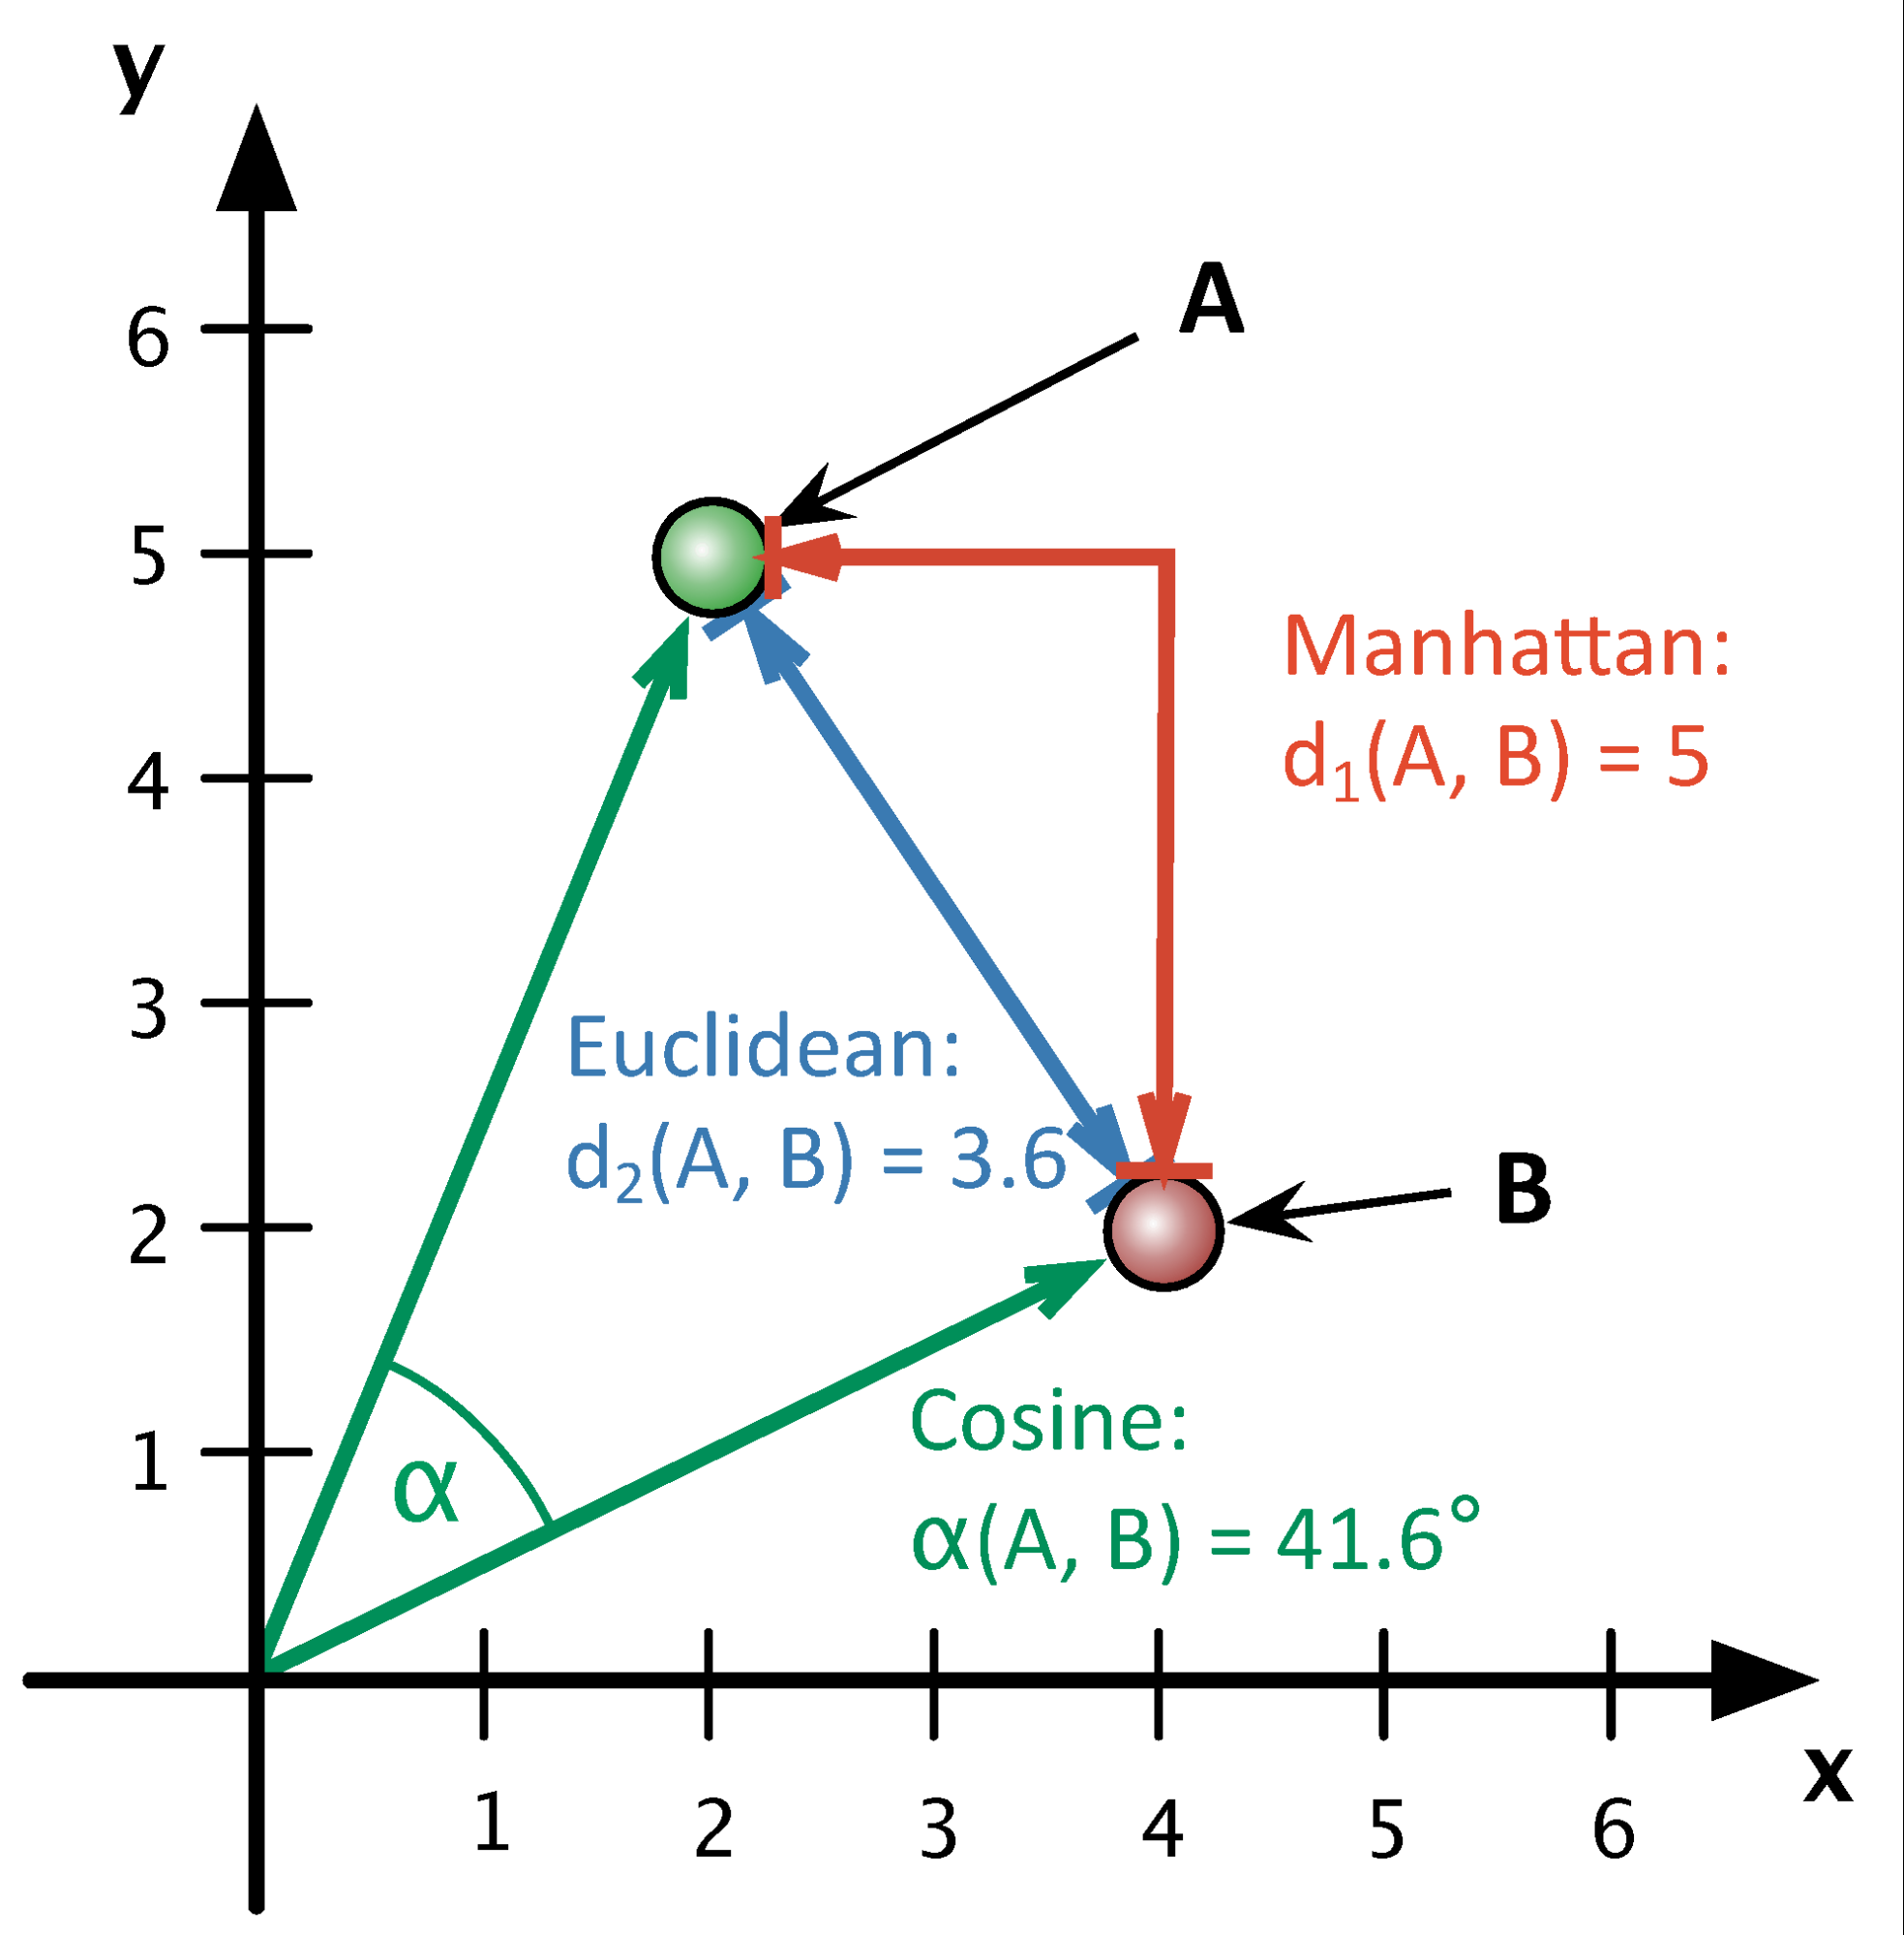 y
A
6
5
Manhattan:
d₁(A, B) = 5
4
3
Euclidean:
d₂(A, B) = 3.6
B
2
Cosine:
α(A, B) = 41.6°
1
α
x
1 2 3 4 5 6